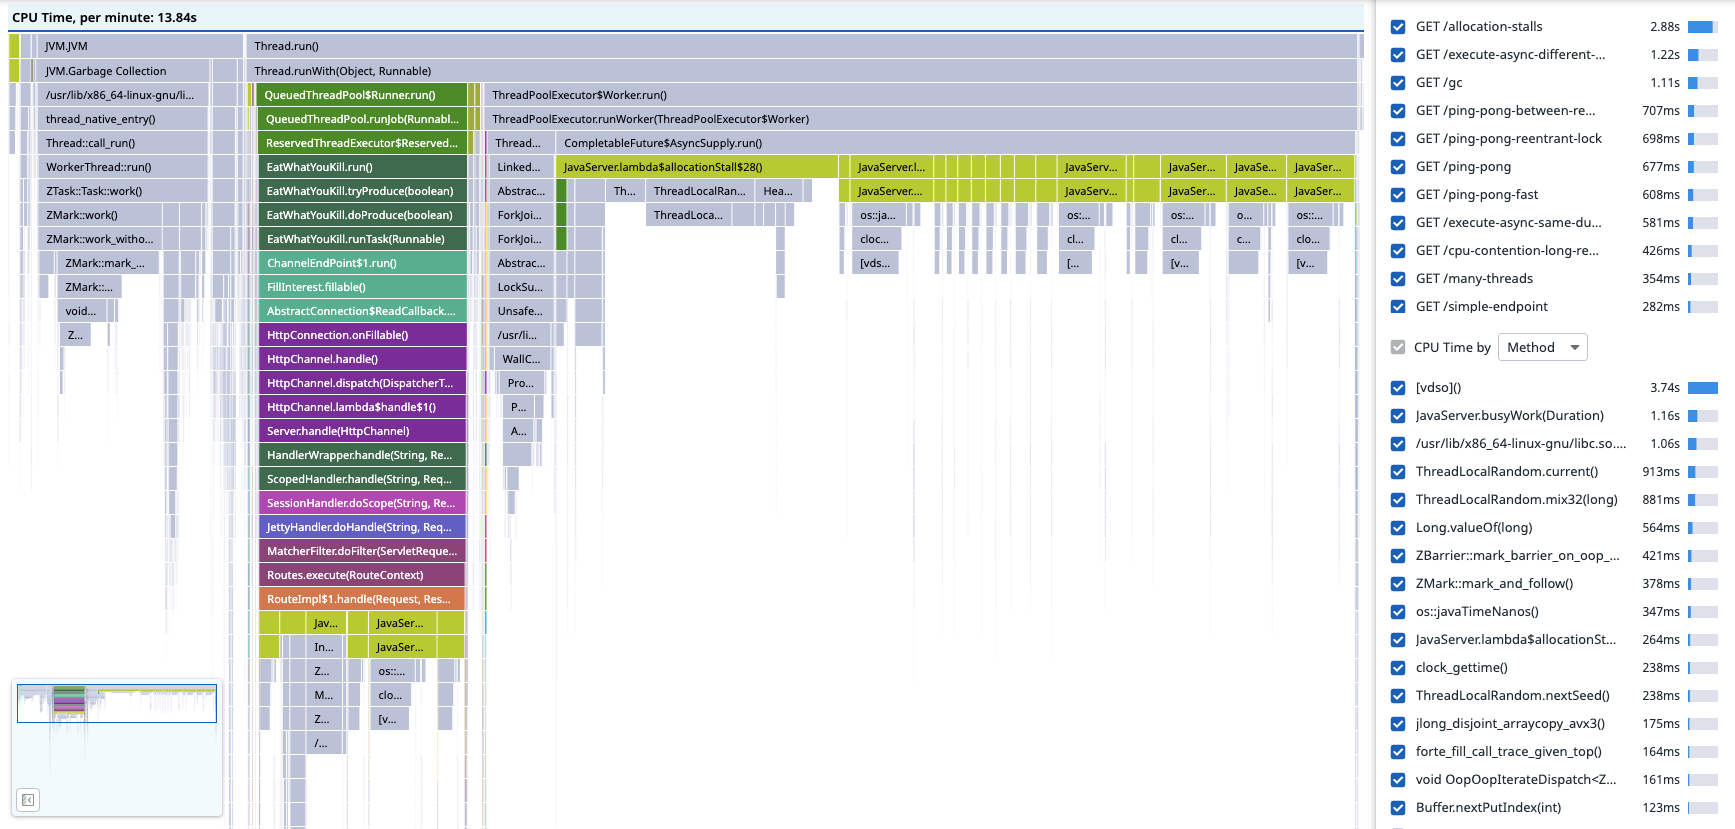 CPU Time, per minute: 13.84s
JVM.JVM
Thread.run()
JVM.Garbage Collection
Thread.runWith(Object, Runnable)
/usr/lib/x86_64-linux-gnu/li...
QueuedThreadPool$Runner.run()
ThreadPoolExecutor$Worker.run()
thread_native_entry()
QueuedThreadPool.runJob(Runnabl...
ThreadPoolExecutor.runWorker(ThreadPoolExecutor$Worker)
Thread::call_run()
ReservedThreadExecutor$Reserved...
Thread...
CompletableFuture$AsyncSupply.run()
WorkerThread::run()
EatWhatYouKill.run()
Linked...
JavaServer.lambda$allocationStall$28()
JavaServer.l...
JavaServ...
JavaSer...
JavaSe...
JavaSer...
ZTask::Task::work()
EatWhatYouKill.tryProduce(boolean)
Abstrac...
Th...
ThreadLocalRan...
Hea...
JavaServer....
JavaServ...
JavaSer...
JavaSe...
JavaSer...
ZMark::work()
EatWhatYouKill.doProduce(boolean)
ForkJoi...
ThreadLoca...
os::ja...
os:...
os:...
o...
os::...
ZMark::work_witho...
EatWhatYouKill.runTask(Runnable)
ForkJoi...
cloc...
cl...
cl...
c...
clo...
ZMark::mark_...
ChannelEndPoint$1.run()
Abstrac...
[vds...
[...
[v...
[v...
ZMark::...
FillInterest.fillable()
LockSu...
void...
AbstractConnection$ReadCallback....
Unsafe...
Z...
HttpConnection.onFillable()
/usr/li...
HttpChannel.handle()
WallC...
HttpChannel.dispatch(DispatcherT...
Pro...
HttpChannel.lambda$handle$1()
P...
Server.handle(HttpChannel)
A...
HandlerWrapper.handle(String, Re...
ScopedHandler.handle(String, Req...
SessionHandler.doScope(String, Re...
JettyHandler.doHandle(String, Req...
MatcherFilter.doFilter(ServletReque...
Routes.execute(RouteContext)
RouteImpl$1.handle(Request, Res...
Jav...
JavaSer...
In...
JavaSer...
Z...
os::...
M...
clo...
Z...
[v...
/...
GET /allocation-stalls 2.88s
GET /execute-async-different-... 1.22s
GET /gc 1.11s
GET /ping-pong-between-re... 707ms
GET /ping-pong-reentrant-lock 698ms
GET /ping-pong 677ms
GET /ping-pong-fast 608ms
GET /execute-async-same-du... 581ms
GET /cpu-contention-long-re... 426ms
GET /many-threads 354ms
GET /simple-endpoint 282ms
CPU Time by Method
[vdso]() 3.74s
JavaServer.busyWork(Duration) 1.16s
/usr/lib/x86_64-linux-gnu/libc.so.... 1.06s
ThreadLocalRandom.current() 913ms
ThreadLocalRandom.mix32(long) 881ms
Long.valueOf(long) 564ms
ZBarrier::mark_barrier_on_oop_... 421ms
ZMark::mark_and_follow() 378ms
os::javaTimeNanos() 347ms
JavaServer.lambda$allocationSt... 264ms
clock_gettime() 238ms
ThreadLocalRandom.nextSeed() 238ms
jlong_disjoint_arraycopy_avx3() 175ms
forte_fill_call_trace_given_top() 164ms
void OopOopIterateDispatch<Z... 161ms
Buffer.nextPutIndex(int) 123ms